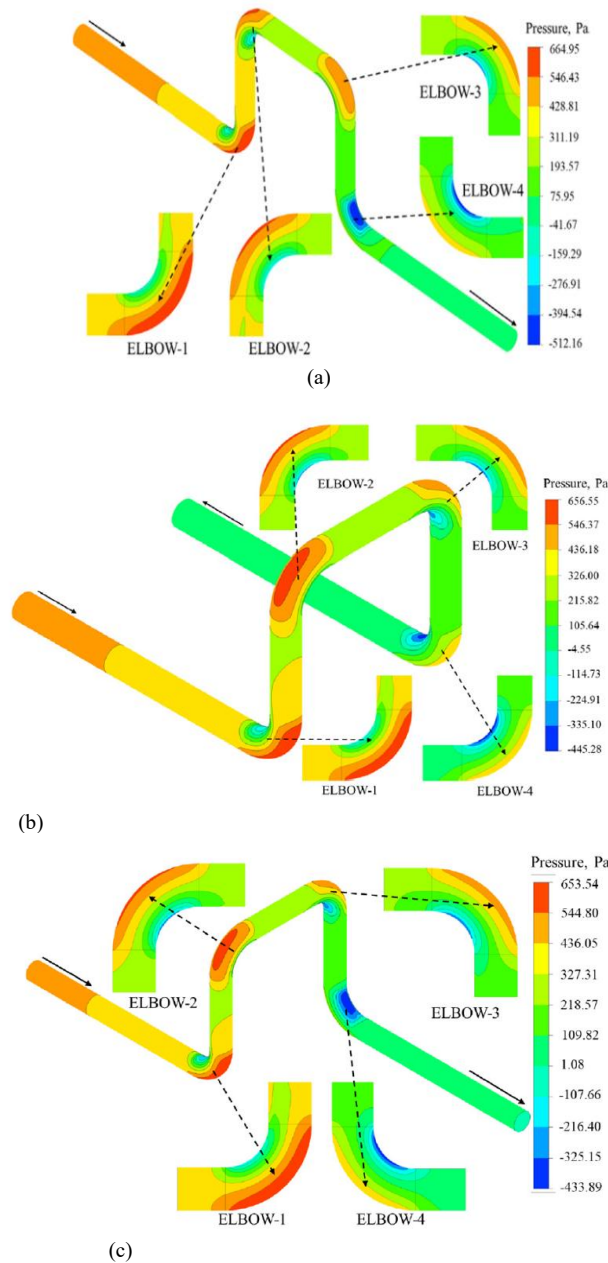 Pressure, Pa
664.95
546.43
428.81
311.19
193.57
75.95
-41.67
-159.29
-276.91
-394.54
-512.16
ELBOW-3
ELBOW-4
ELBOW-1
ELBOW-2
(a)
Pressure, Pa
656.55
546.37
436.18
326.00
215.82
105.64
-4.55
-114.73
-224.91
-335.10
-445.28
ELBOW-2
ELBOW-3
ELBOW-1
ELBOW-4
(b)
Pressure, Pa
653.54
544.80
436.05
327.31
218.57
109.82
1.08
-107.66
-216.40
-325.15
-433.89
ELBOW-2
ELBOW-3
ELBOW-1
ELBOW-4
(c)